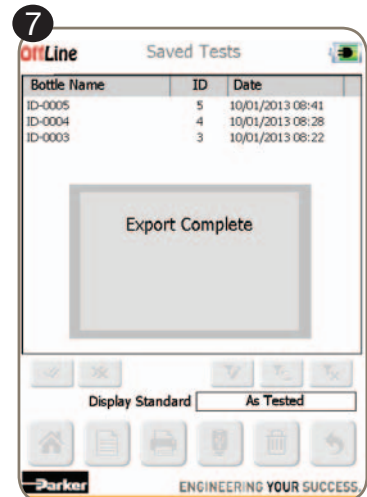 7
OffLine Saved Tests
Bottle Name ID Date
ID-0005 5 10/01/2013 08:41
ID-0004 4 10/01/2013 08:28
ID-0003 3 10/01/2013 08:22
Export Complete
Display Standard As Tested
Parker ENGINEERING YOUR SUCCESS.